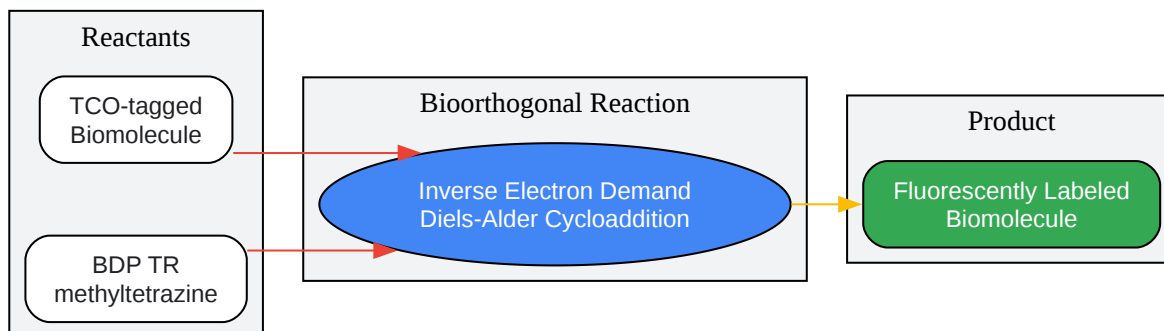 Reactants
TCO-tagged
Biomolecule
BDP TR
methyltetrazine
Bioorthogonal Reaction
Inverse Electron Demand
Diels-Alder Cycloaddition
Product
Fluorescently Labeled
Biomolecule